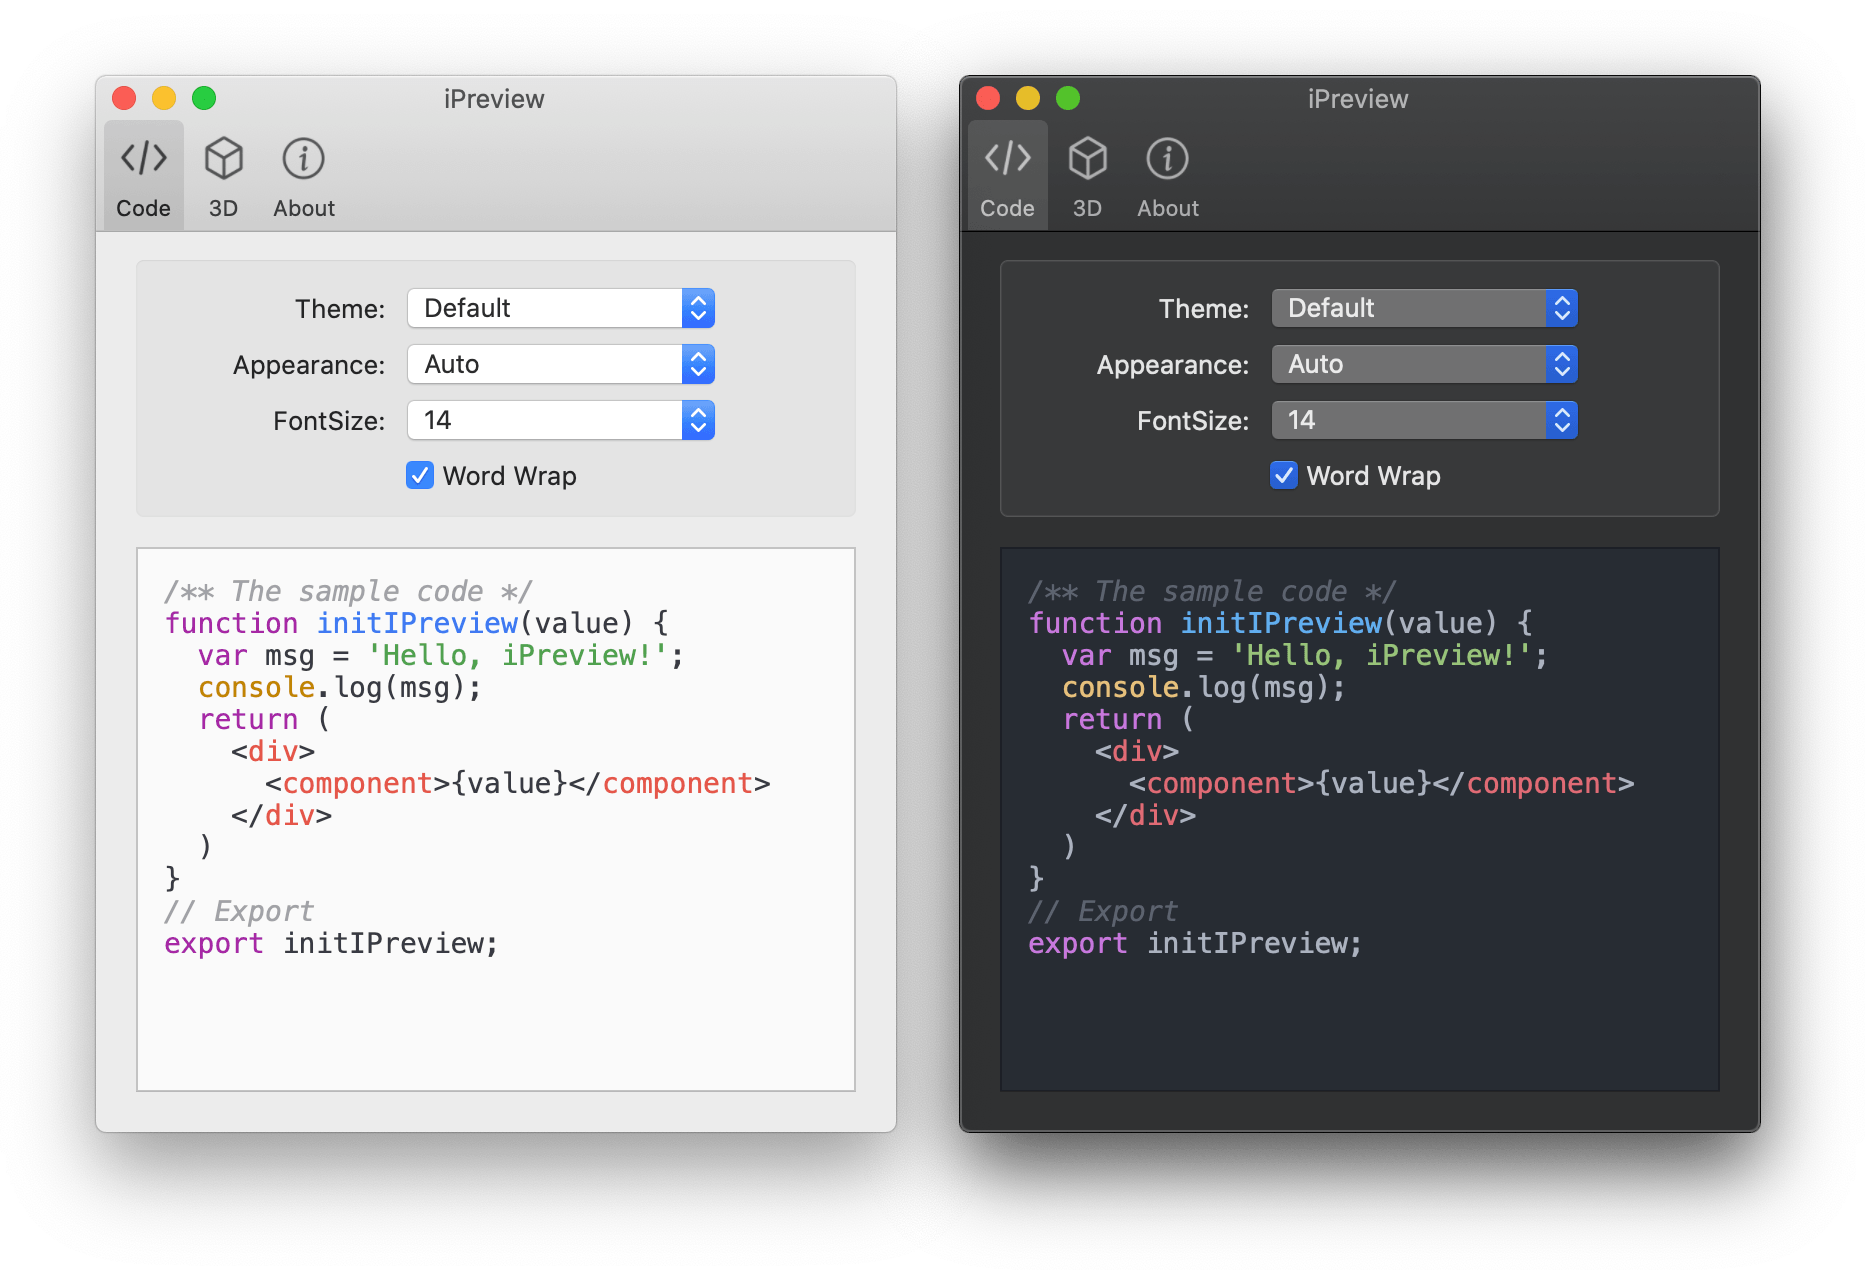 iPreview
Code 3D About
Theme: Default
Appearance: Auto
FontSize: 14
Word Wrap
/** The sample code */
function initIPreview(value) {
  var msg = 'Hello, iPreview!';
  console.log(msg);
  return (
    <div>
      <component>{value}</component>
    </div>
  )
}
// Export
export initIPreview;
iPreview
Code 3D About
Theme: Default
Appearance: Auto
FontSize: 14
Word Wrap
/** The sample code */
function initIPreview(value) {
  var msg = 'Hello, iPreview!';
  console.log(msg);
  return (
    <div>
      <component>{value}</component>
    </div>
  )
}
// Export
export initIPreview;